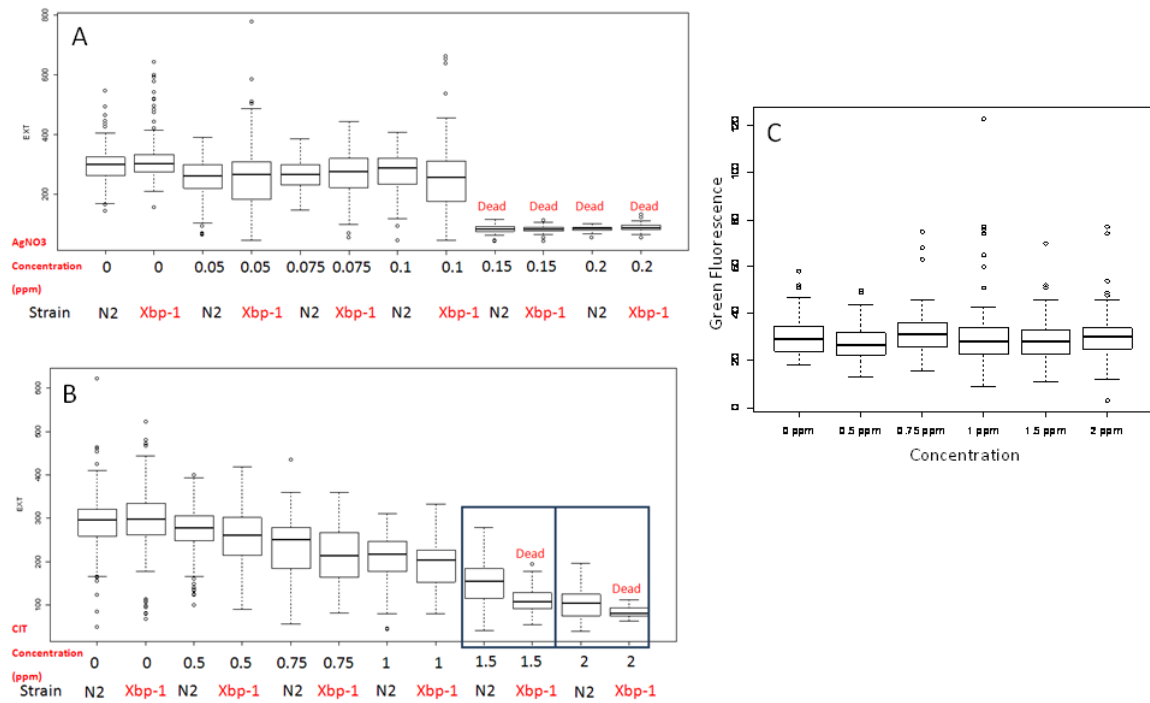 A
800
600
400
200
EXT
Dead Dead Dead Dead
AgNO3
Concentration
(ppm)
0 0 0.05 0.05 0.075 0.075 0.1 0.1 0.15 0.15 0.2 0.2
Strain N2 Xbp-1 N2 Xbp-1 N2 Xbp-1 N2 Xbp-1 N2 Xbp-1 N2 Xbp-1
B
600
500
400
300
200
100
EXT
Dead
Dead
CIT
Concentration
(ppm)
0 0 0.5 0.5 0.75 0.75 1 1 1.5 1.5 2 2
Strain N2 Xbp-1 N2 Xbp-1 N2 Xbp-1 N2 Xbp-1 N2 Xbp-1 N2 Xbp-1
C
Green Fluorescence
0 ppm 0.5 ppm 0.75 ppm 1 ppm 1.5 ppm 2 ppm
Concentration